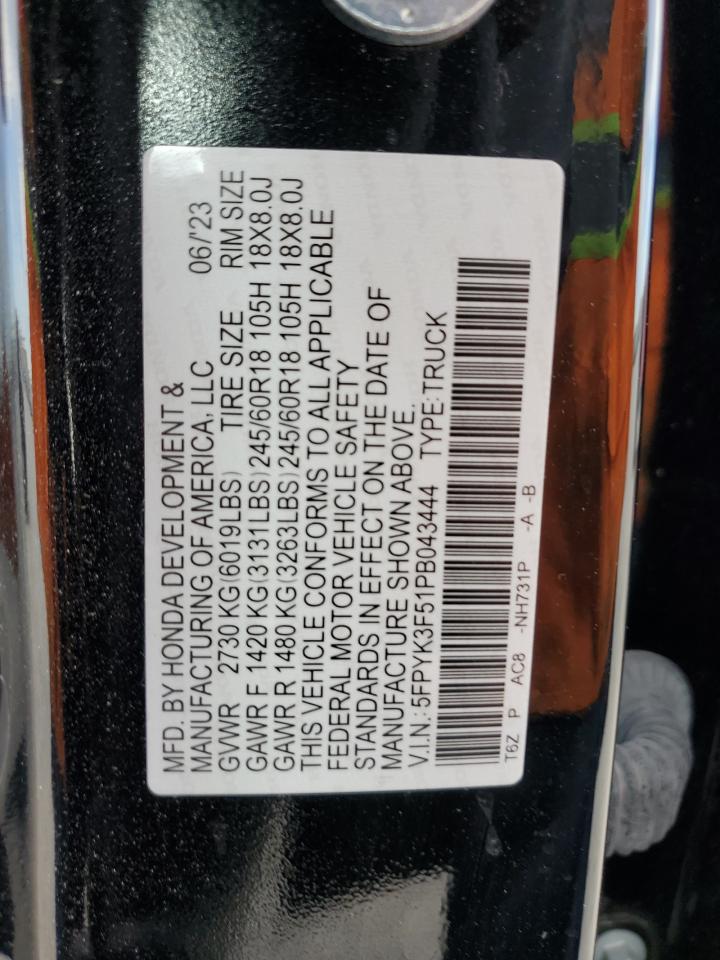 MFD. BY HONDA DEVELOPMENT &
MANUFACTURING OF AMERICA, LLC 06/'23
GVWR 2730 KG(6019LBS) TIRE SIZE RIM SIZE
GAWR F 1420 KG(3131LBS) 245/60R18 105H 18X8.0J
GAWR R 1480 KG(3263LBS) 245/60R18 105H 18X8.0J
THIS VEHICLE CONFORMS TO ALL APPLICABLE
FEDERAL MOTOR VEHICLE SAFETY
STANDARDS IN EFFECT ON THE DATE OF
MANUFACTURE SHOWN ABOVE.
V.I.N.: 5FPYK3F51PB043444 TYPE:TRUCK
T6Z P AC8 -NH731P -A -B